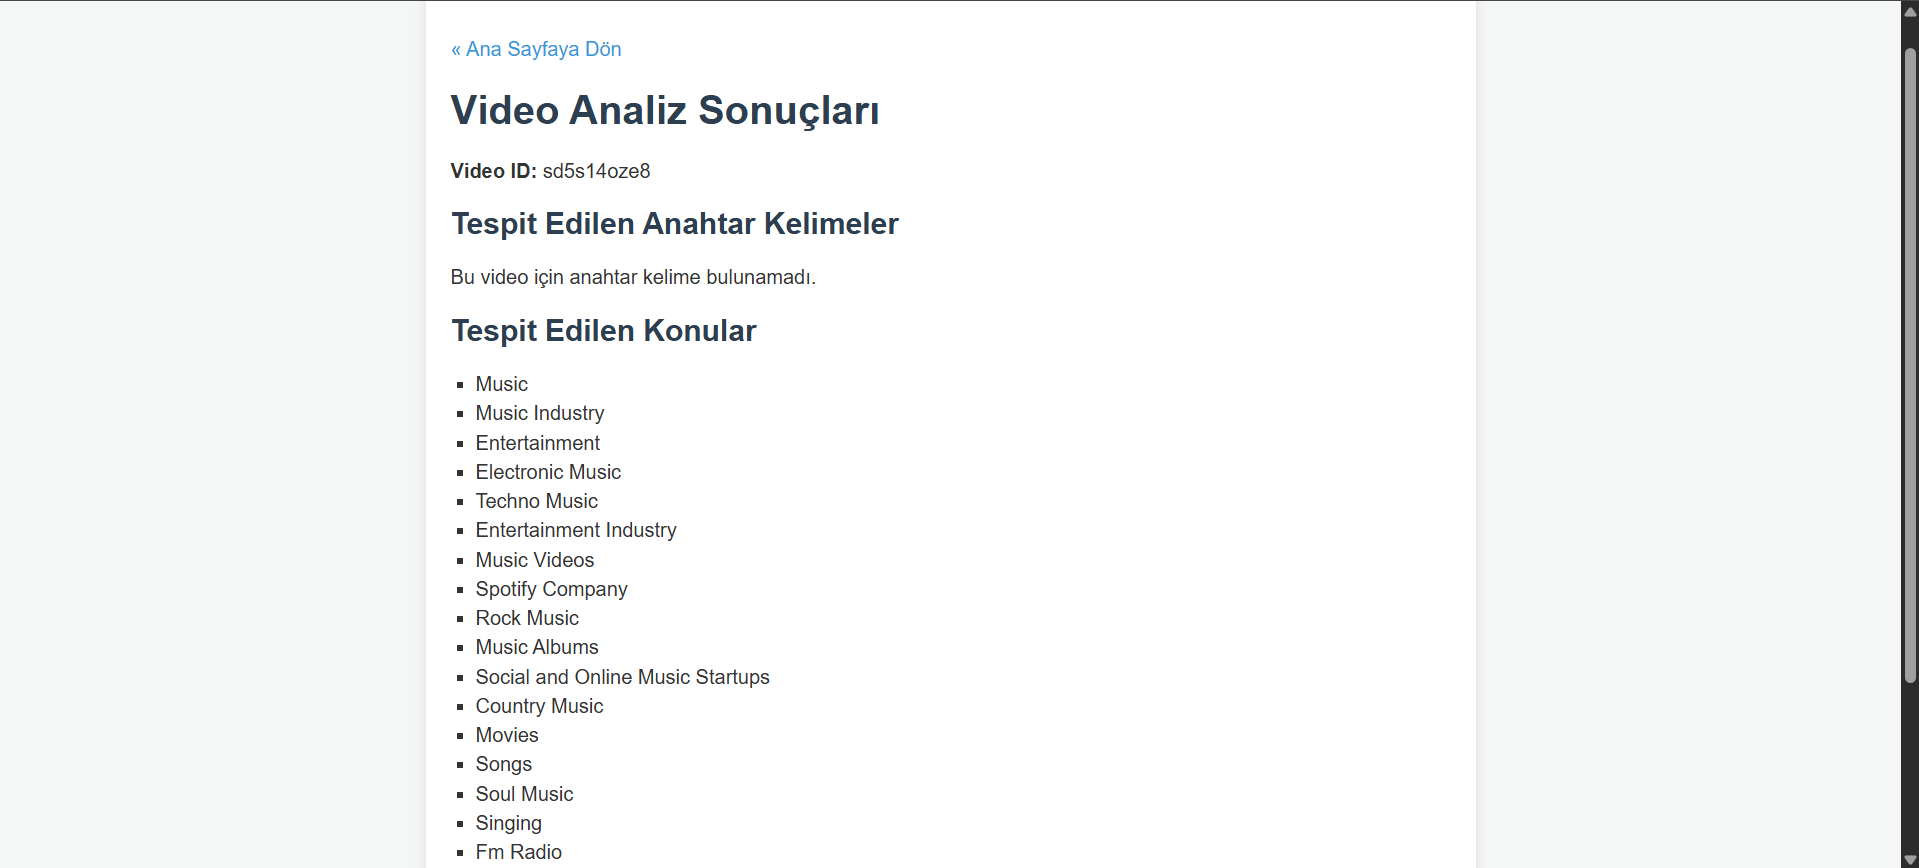 « Ana Sayfaya Dön
Video Analiz Sonuçları
Video ID: sd5s14oze8
Tespit Edilen Anahtar Kelimeler
Bu video için anahtar kelime bulunamadı.
Tespit Edilen Konular
Music
Music Industry
Entertainment
Electronic Music
Techno Music
Entertainment Industry
Music Videos
Spotify Company
Rock Music
Music Albums
Social and Online Music Startups
Country Music
Movies
Songs
Soul Music
Singing
Fm Radio